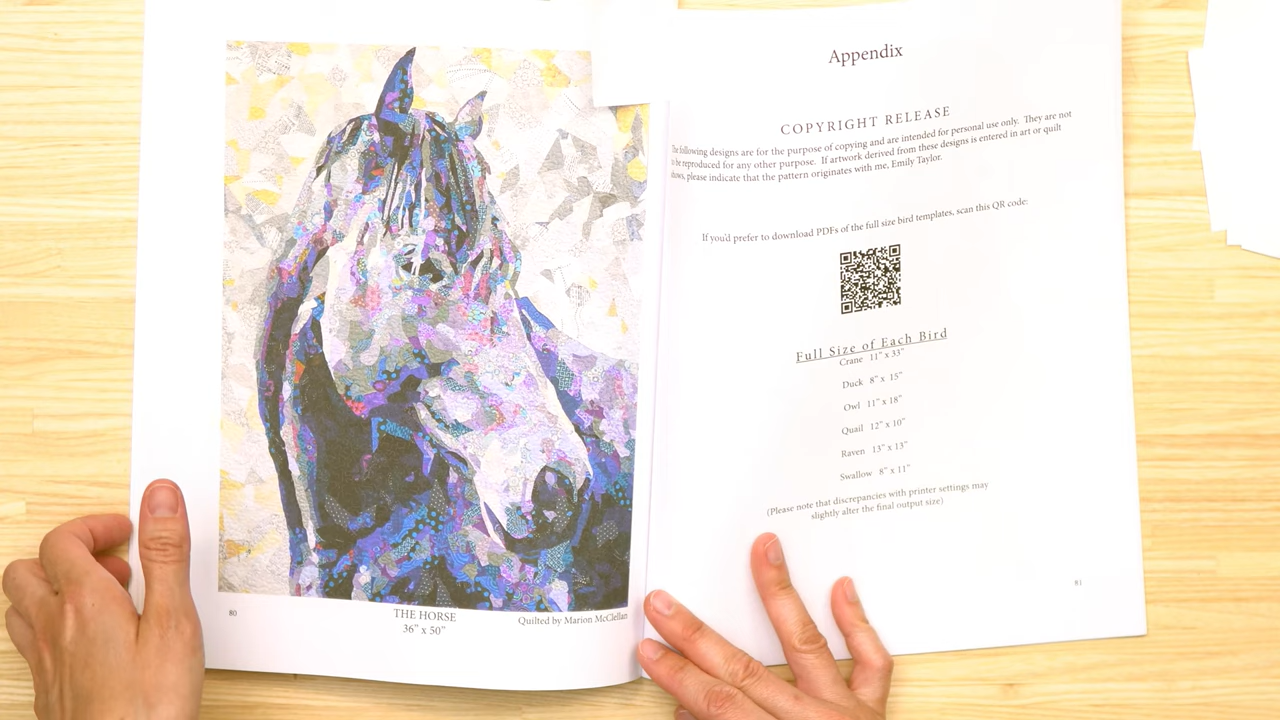 80
THE HORSE
36" x 50"
Quilted by Marion McClellan
Appendix
COPYRIGHT RELEASE
The following designs are for the purpose of copying and are intended for personal use only. They are not
to be reproduced for any other purpose. If artwork derived from these designs is entered in art or quilt
shows, please indicate that the pattern originates with me, Emily Taylor.
If you'd prefer to download PDFs of the full size bird templates, scan this QR code:
Full Size of Each Bird
Crane 11" x 33"
Duck 8" x 15"
Owl 11" x 18"
Quail 12" x 10"
Raven 13" x 13"
Swallow 8" x 11"
(Please note that discrepancies with printer settings may
slightly alter the final output size)
81